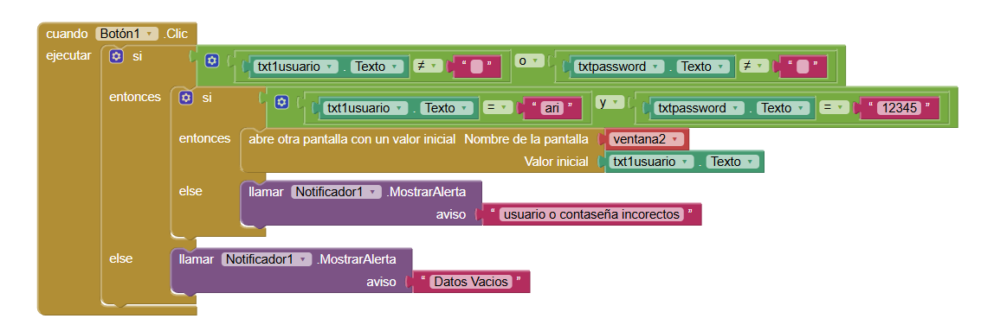 cuando Botón1 .Clic
ejecutar si txt1usuario . Texto ≠ " " o txtpassword . Texto ≠ " "
entonces si txt1usuario . Texto = " ari " y txtpassword . Texto = " 12345 "
entonces abre otra pantalla con un valor inicial Nombre de la pantalla ventana2
Valor inicial txt1usuario . Texto
else llamar Notificador1 .MostrarAlerta
aviso " usuario o contaseña incorectos "
else llamar Notificador1 .MostrarAlerta
aviso " Datos Vacios "